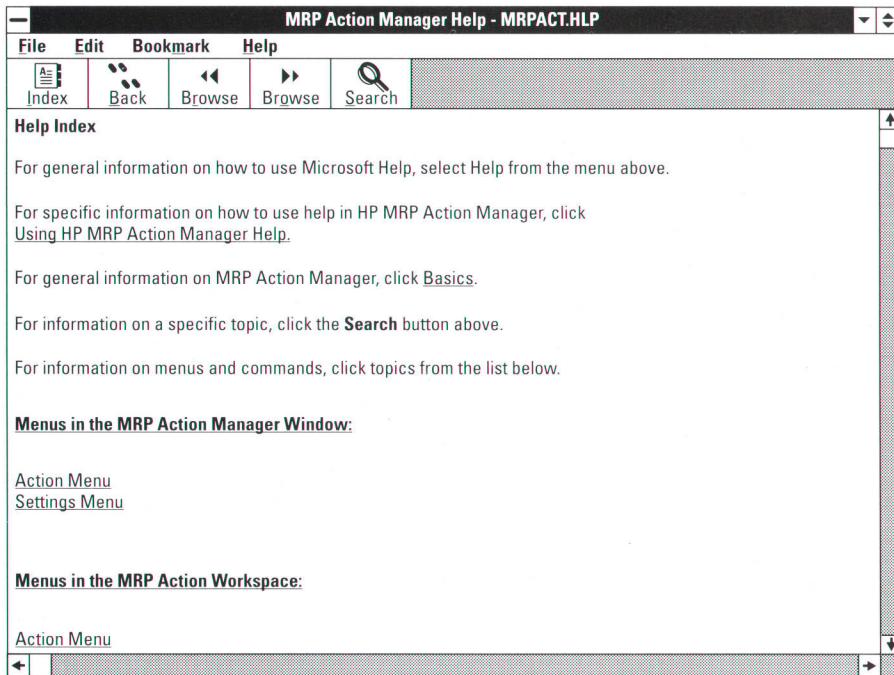 MRP Action Manager Help - MRPACT.HLP
File Edit Bookmark Help
Index Back Browse Browse Search
Help Index
For general information on how to use Microsoft Help, select Help from the menu above.
For specific information on how to use help in HP MRP Action Manager, click
Using HP MRP Action Manager Help.
For general information on MRP Action Manager, click Basics.
For information on a specific topic, click the Search button above.
For information on menus and commands, click topics from the list below.
Menus in the MRP Action Manager Window:
Action Menu
Settings Menu
Menus in the MRP Action Workspace:
Action Menu